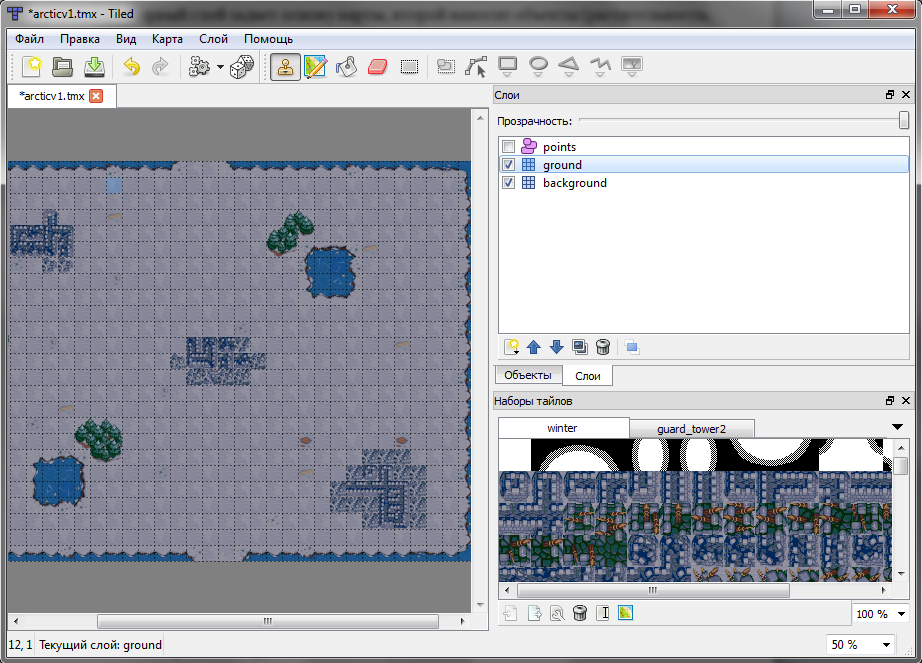 *arcticv1.tmx - Tiled
Файл Правка Вид Карта Слой Помощь
*arcticv1.tmx
Слои
Прозрачность:
points
ground
background
Объекты Слои
Наборы тайлов
winter guard_tower2
100 %
12, 1 Текущий слой: ground
50 %